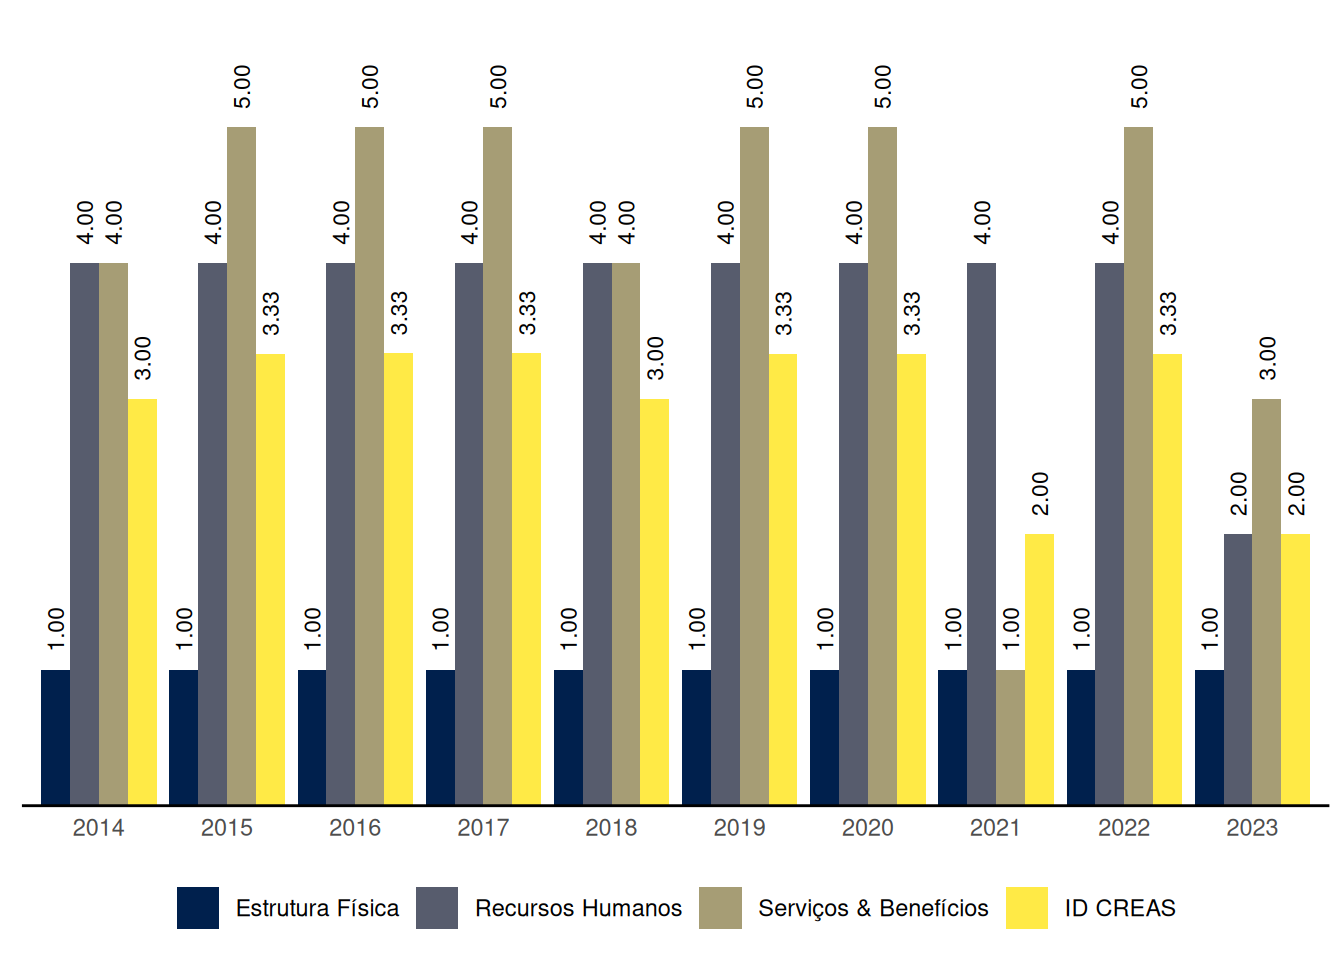 5.00 5.00 5.00 5.00 5.00 5.00
4.00 4.00 4.00 4.00 4.00 4.00 4.00 4.00 4.00 4.00 4.00
3.33 3.33 3.33 3.33 3.33 3.33
3.00 3.00 3.00
2.00 2.00 2.00
1.00 1.00 1.00 1.00 1.00 1.00 1.00 1.00 1.00 1.00 1.00
2014 2015 2016 2017 2018 2019 2020 2021 2022 2023
Estrutura Física Recursos Humanos Serviços & Benefícios ID CREAS